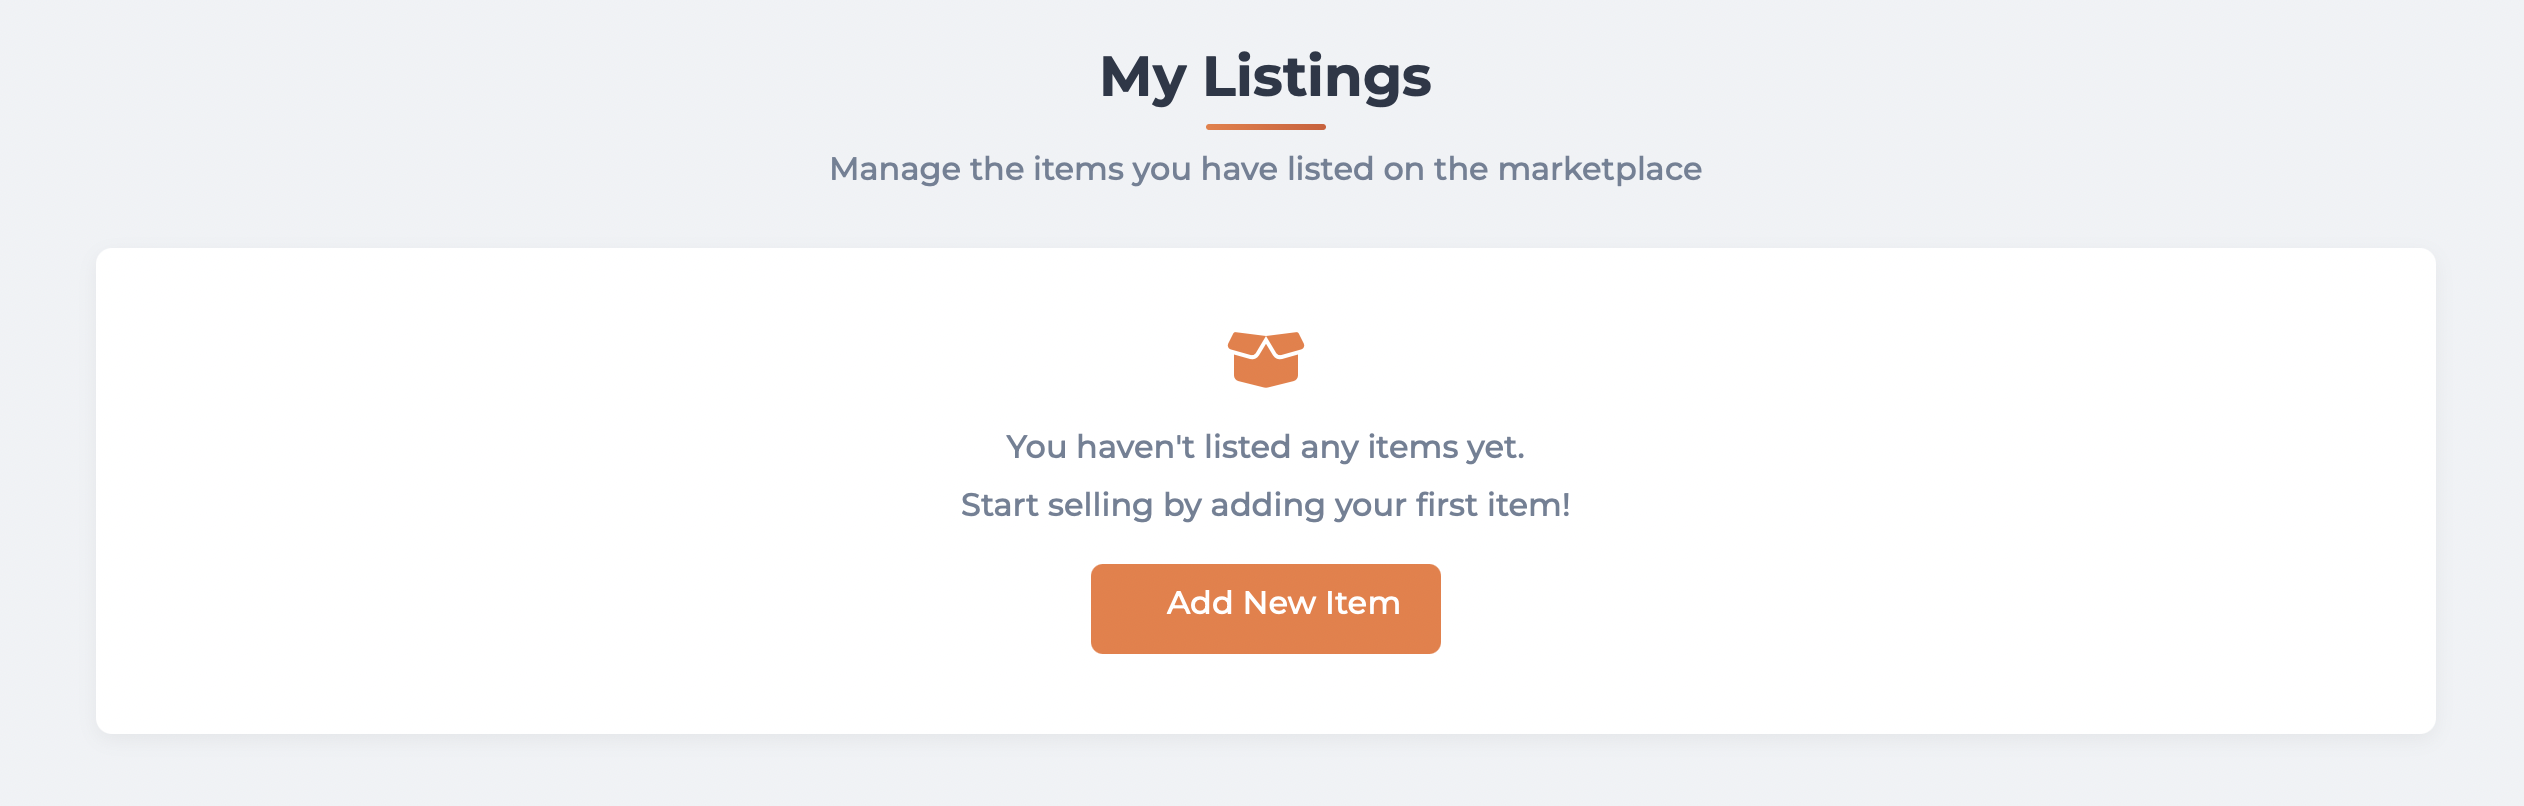 My Listings
Manage the items you have listed on the marketplace
You haven't listed any items yet.
Start selling by adding your first item!
Add New Item